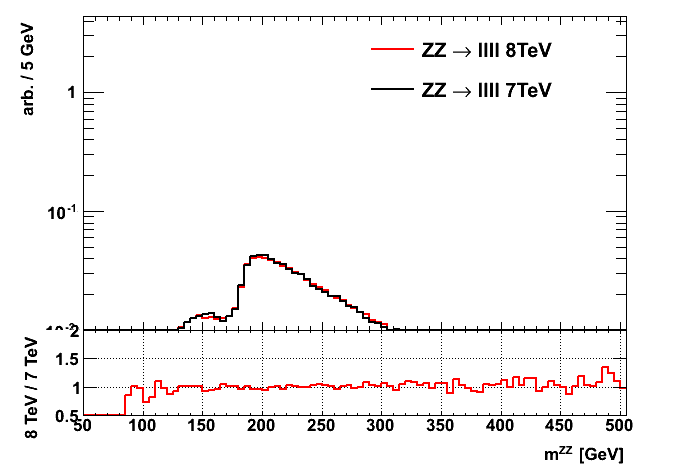 arb. / 5 GeV
ZZ → llll 8TeV
ZZ → llll 7TeV
1
10⁻¹
2
1.5
1
0.5
8 TeV / 7 TeV
50 100 150 200 250 300 350 400 450 500
m^ZZ [GeV]